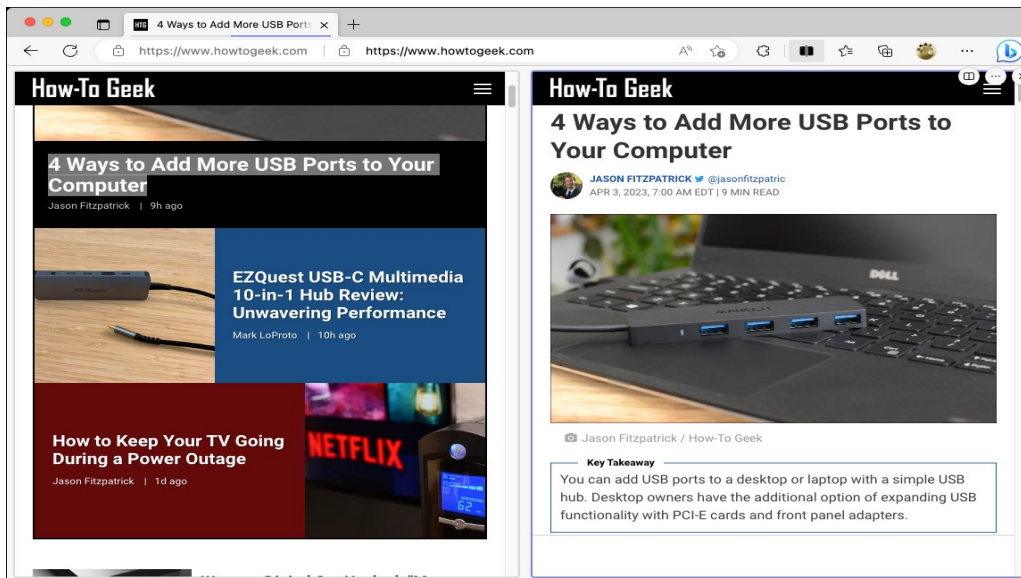 4 Ways to Add More USB Ports
https://www.howtogeek.com
https://www.howtogeek.com
How-To Geek
4 Ways to Add More USB Ports to Your
Computer
Jason Fitzpatrick | 9h ago
EZQuest USB-C Multimedia
10-in-1 Hub Review:
Unwavering Performance
Mark LoProto | 10h ago
How to Keep Your TV Going
During a Power Outage
Jason Fitzpatrick | 1d ago
NETFLIX
62
How-To Geek
4 Ways to Add More USB Ports to
Your Computer
JASON FITZPATRICK @jasonfitzpatric
APR 3, 2023, 7:00 AM EDT | 9 MIN READ
DELL
Jason Fitzpatrick / How-To Geek
Key Takeaway
You can add USB ports to a desktop or laptop with a simple USB
hub. Desktop owners have the additional option of expanding USB
functionality with PCI-E cards and front panel adapters.